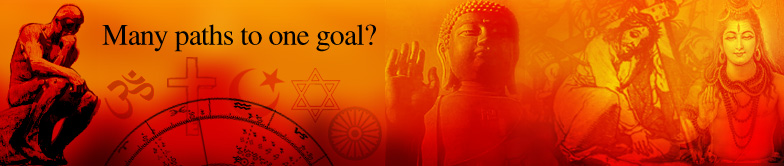 Many paths to one goal?
ॐ